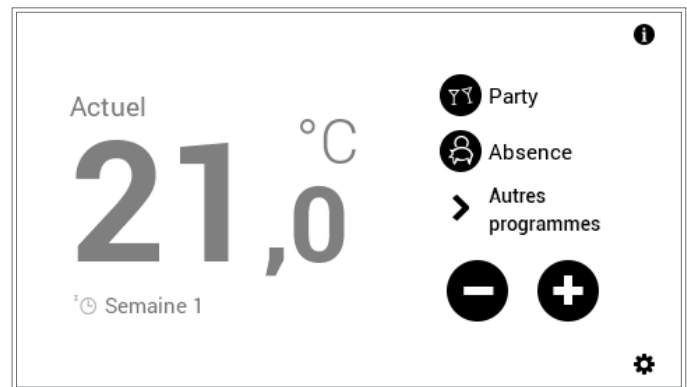 Actuel
21,0 °C
Semaine 1
Party
Absence
Autres
programmes